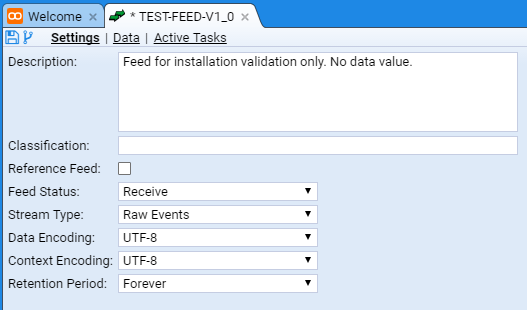 Welcome × * TEST-FEED-V1_0 ×
Settings | Data | Active Tasks
Description: Feed for installation validation only. No data value.
Classification:
Reference Feed:
Feed Status: Receive
Stream Type: Raw Events
Data Encoding: UTF-8
Context Encoding: UTF-8
Retention Period: Forever